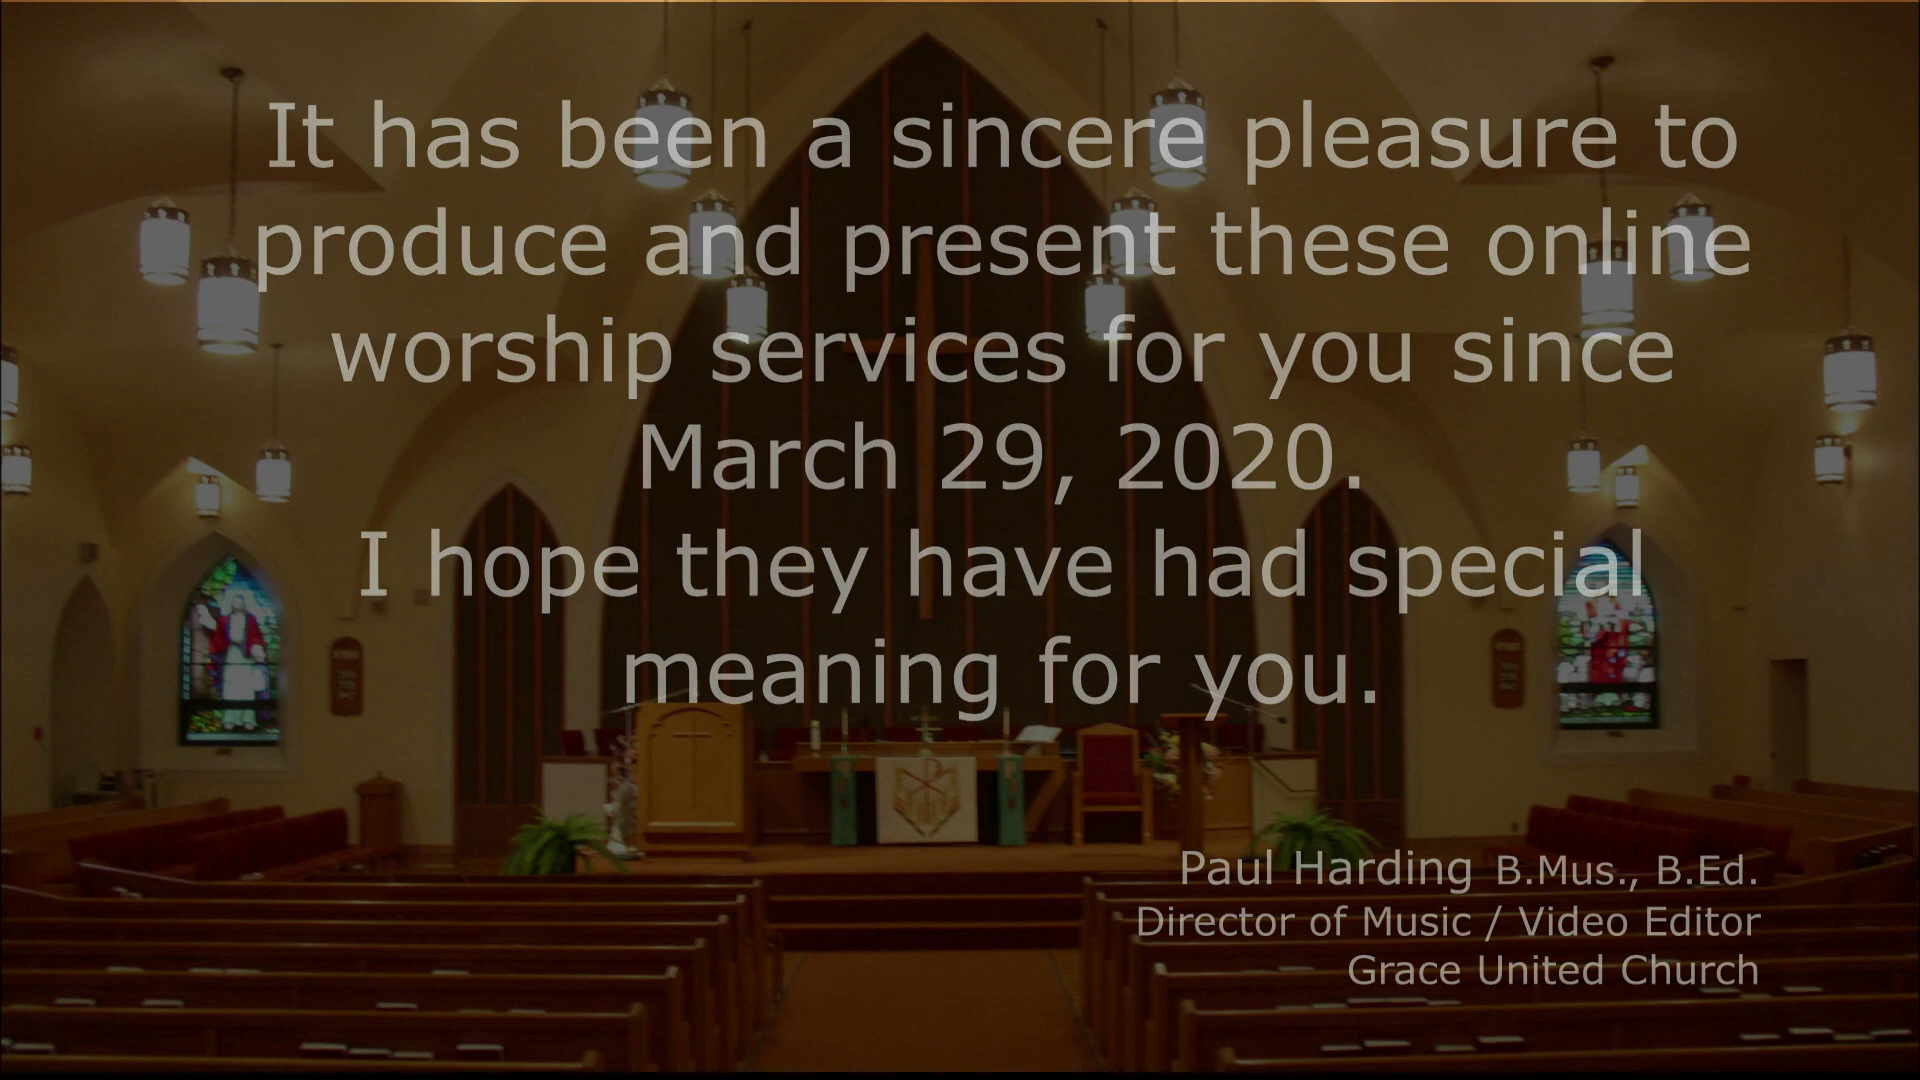 It has been a sincere pleasure to
produce and present these online
worship services for you since
March 29, 2020.
I hope they have had special
meaning for you.
Paul Harding B.Mus., B.Ed.
Director of Music / Video Editor
Grace United Church